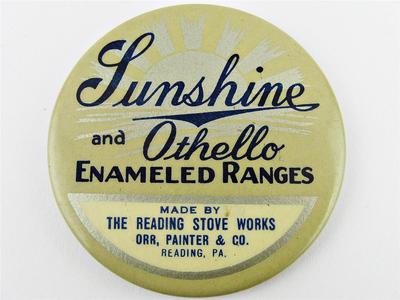 Sunshine
and Othello
ENAMELED RANGES
MADE BY
THE READING STOVE WORKS
ORR, PAINTER & CO.
READING, PA.